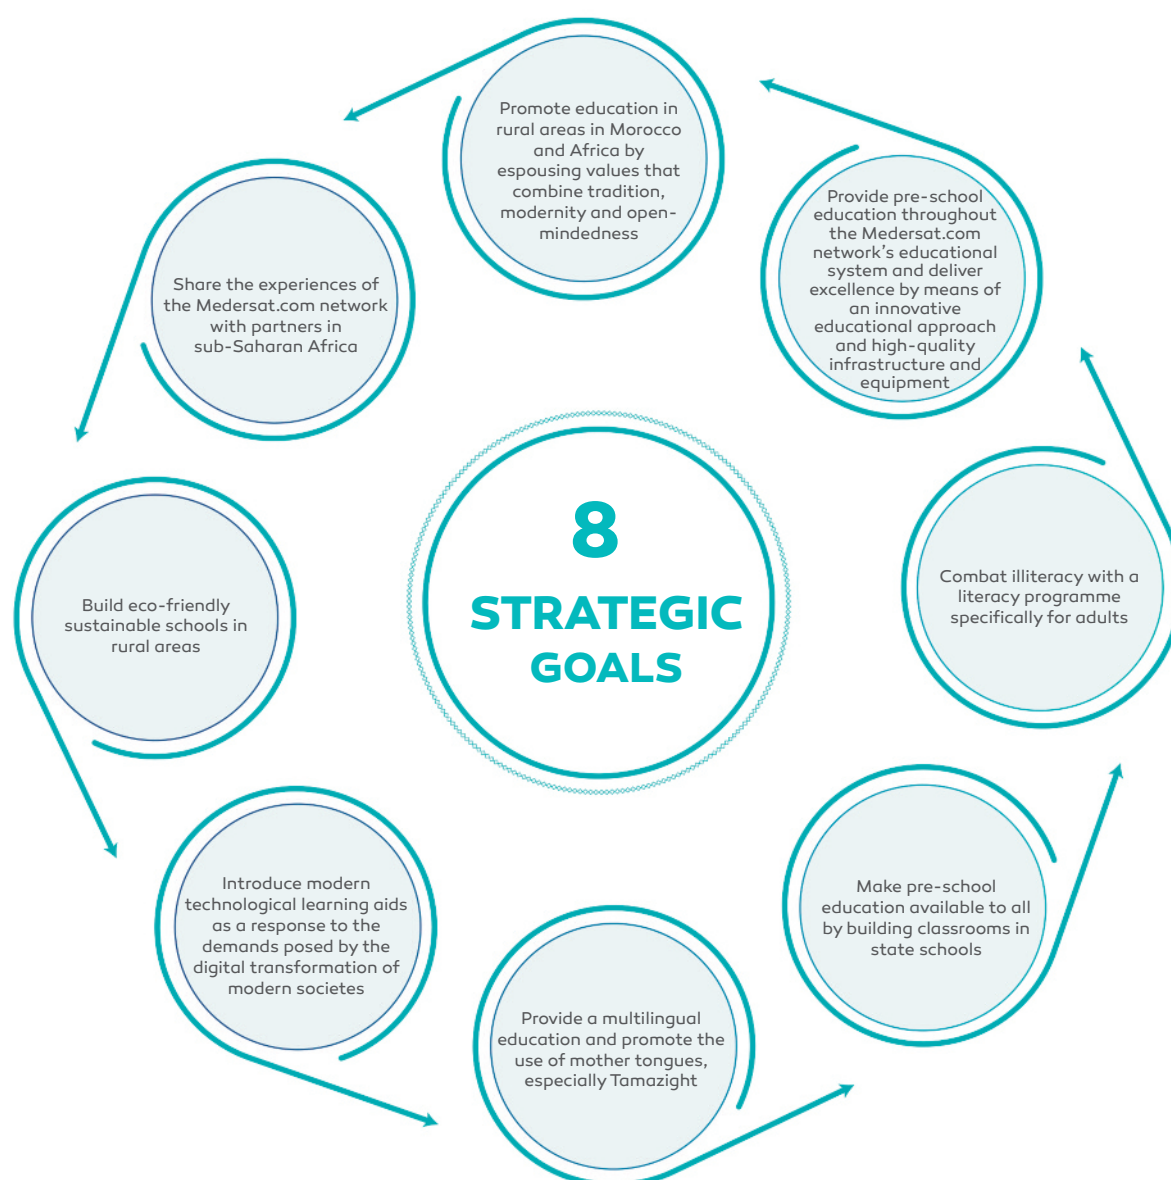 Promote education in
rural areas in Morocco
and Africa by
espousing values that
combine tradition,
modernity and open-
mindedness
Provide pre-school
education throughout
the Medersat.com
network's educational
system and deliver
excellence by means of
an innovative
educational approach
and high-quality
infrastructure and
equipment
Share the experiences of
the Medersat.com network
with partners in
sub-Saharan Africa
8
STRATEGIC
GOALS
Combat illiteracy with a
literacy programme
specifically for adults
Build eco-friendly
sustainable schools in
rural areas
Introduce modern
technological learning aids
as a response to the
demands posed by the
digital transformation of
modern societes
Make pre-school
education available to all
by building classrooms in
state schools
Provide a multilingual
education and promote the
use of mother tongues,
especially Tamazight